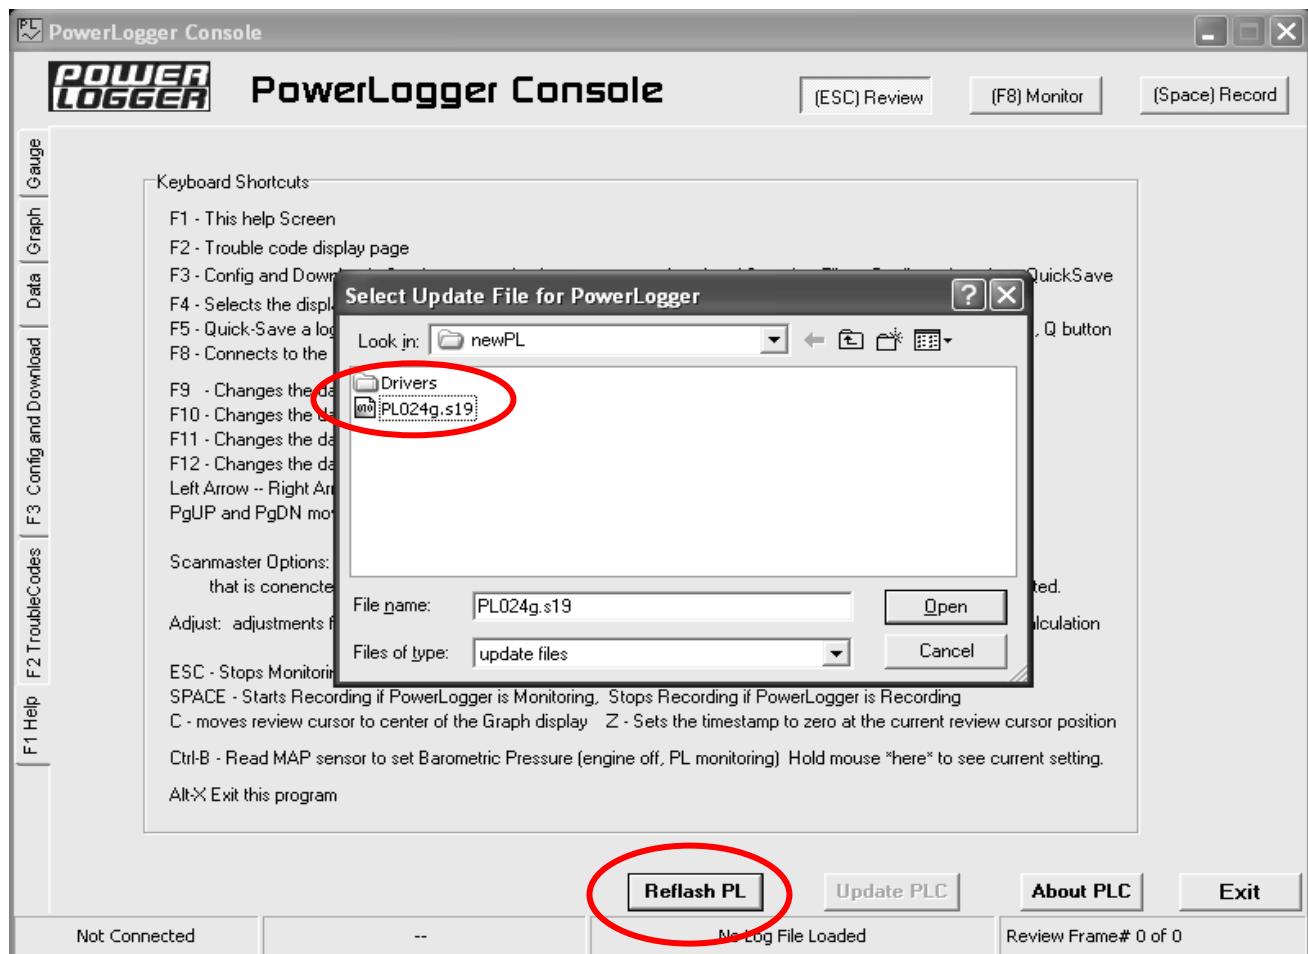 PL PowerLogger Console
POWER
LOGGER
PowerLogger Console
(ESC) Review
(F8) Monitor
(Space) Record
Gauge
Graph
Data
F3 Config and Download
F2 TroubleCodes
F1 Help
Keyboard Shortcuts
F1 - This help Screen
F2 - Trouble code display page
F3 - Config and Down QuickSave
F4 - Selects the displ
F5 - Quick-Save a log , Q button
F8 - Connects to the
F9 - Changes the da
F10 - Changes the da
F11 - Changes the da
F12 - Changes the da
Left Arrow -- Right Arr
PgUP and PgDN mov
Scanmaster Options:
that is conencte ted.
Adjust: adjustments f lculation
ESC - Stops Monitorin
SPACE - Starts Recording if PowerLogger is Monitoring, Stops Recording if PowerLogger is Recording
C - moves review cursor to center of the Graph display Z - Sets the timestamp to zero at the current review cursor position
Ctrl-B - Read MAP sensor to set Barometric Pressure (engine off, PL monitoring) Hold mouse *here* to see current setting.
Alt-X Exit this program
Select Update File for PowerLogger
Look in: newPL
Drivers
PL024g.s19
File name: PL024g.s19
Open
Files of type: update files
Cancel
Reflash PL
Update PLC
About PLC
Exit
Not Connected
--
No Log File Loaded
Review Frame# 0 of 0